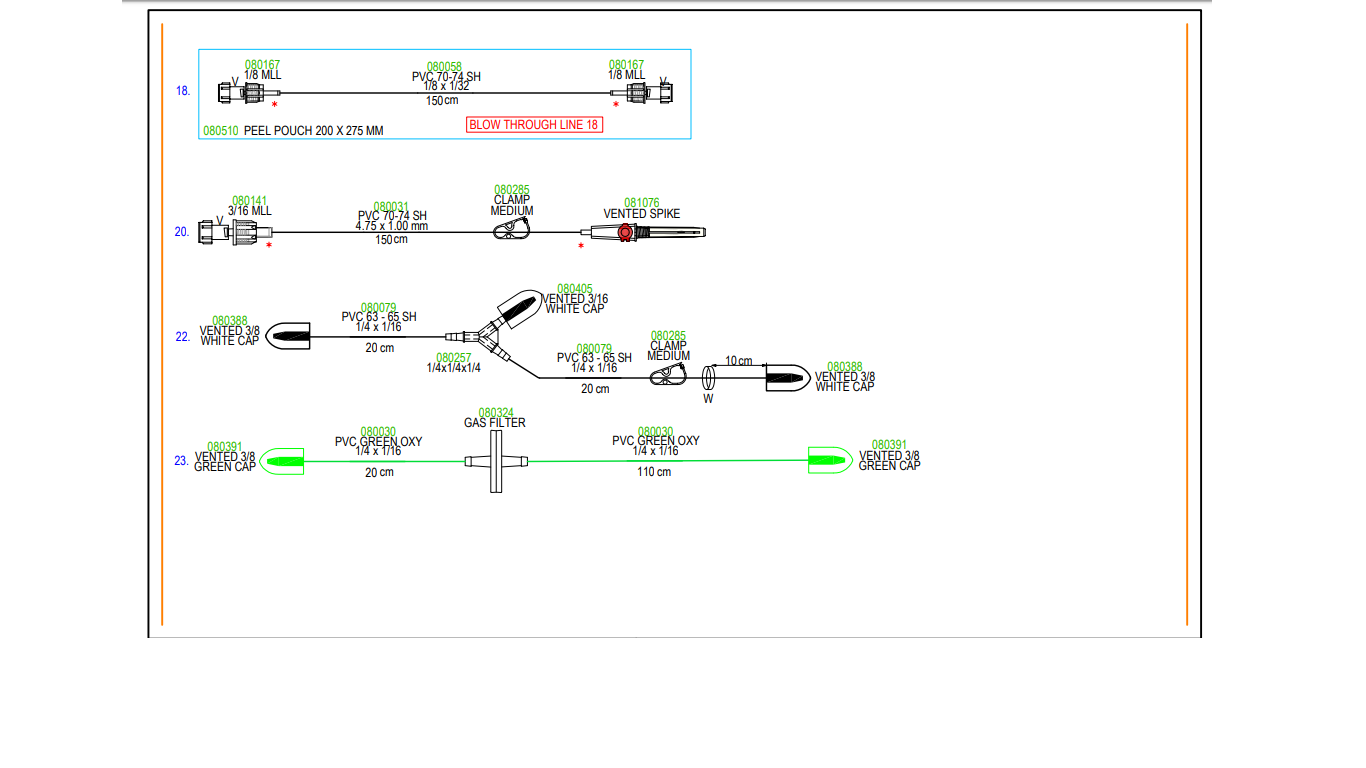 18.
080167
1/8 MLL
V
*
080058
PVC 70-74 SH
1/8 x 1/32
150 cm
080167
1/8 MLL
V
*
080510 PEEL POUCH 200 X 275 MM
BLOW THROUGH LINE 18
20.
080141
3/16 MLL
V
*
080031
PVC 70-74 SH
4.75 x 1.00 mm
150 cm
080285
CLAMP
MEDIUM
081076
VENTED SPIKE
*
22.
080388
VENTED 3/8
WHITE CAP
080079
PVC 63 - 65 SH
1/4 x 1/16
20 cm
080405
VENTED 3/16
WHITE CAP
080257
1/4x1/4x1/4
080079
PVC 63 - 65 SH
1/4 x 1/16
20 cm
080285
CLAMP
MEDIUM
W
10 cm
080388
VENTED 3/8
WHITE CAP
23.
080391
VENTED 3/8
GREEN CAP
080030
PVC GREEN OXY
1/4 x 1/16
20 cm
080324
GAS FILTER
080030
PVC GREEN OXY
1/4 x 1/16
110 cm
080391
VENTED 3/8
GREEN CAP